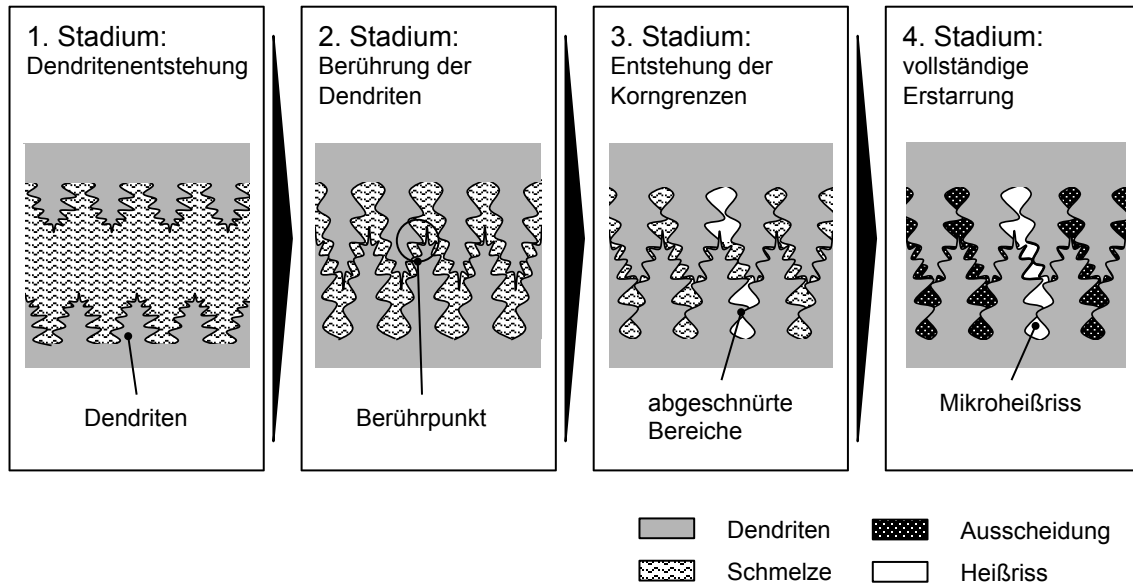 1. Stadium:
Dendritenentstehung
Dendriten
2. Stadium:
Berührung der
Dendriten
Berührpunkt
3. Stadium:
Entstehung der
Korngrenzen
abgeschnürte
Bereiche
4. Stadium:
vollständige
Erstarrung
Mikroheißriss
Dendriten
Ausscheidung
Schmelze
Heißriss